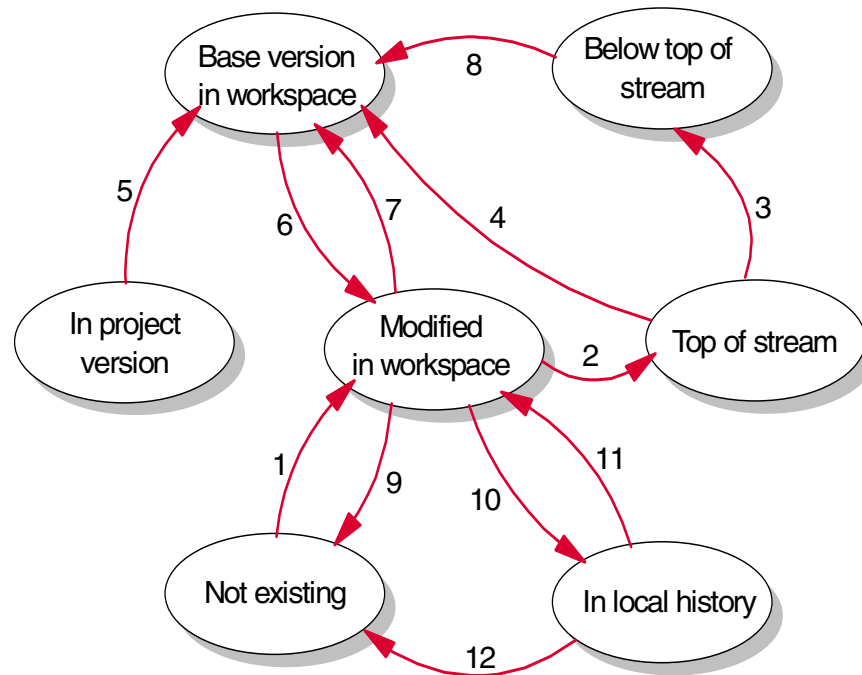 Base version
in workspace
Below top of
stream
8
5
6
7
4
3
In project
version
Modified
in workspace
2
Top of stream
1
9
10
11
Not existing
In local history
12